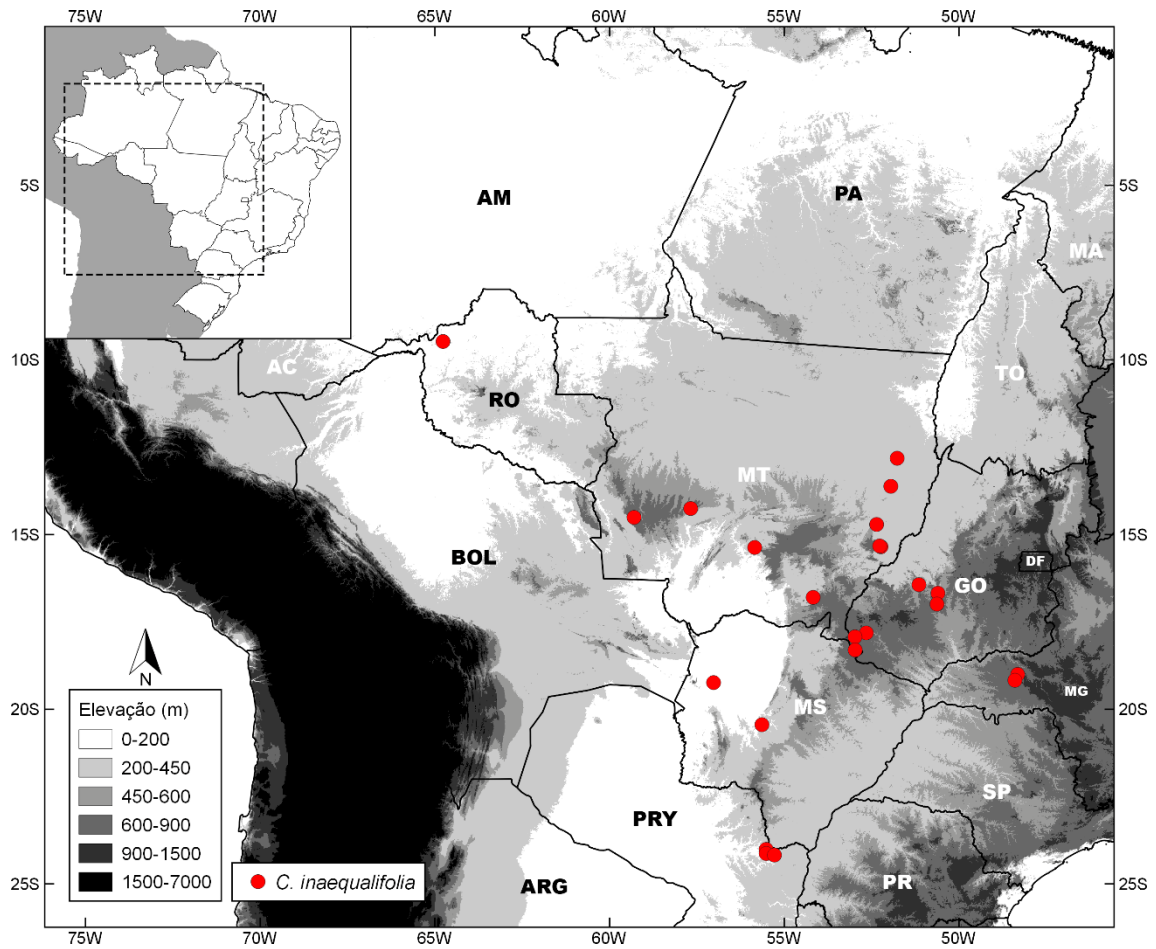 75W 70W 65W 60W 55W 50W
5S 5S
AM
PA
MA
10S 10S
AC
RO
TO
MT
15S 15S
BOL
DF
GO
N
MG
MS
20S 20S
Elevação (m)
0-200
200-450
450-600
600-900
900-1500
1500-7000
SP
PRY
C. inaequalifolia
ARG
PR
25S 25S
75W 70W 65W 60W 55W 50W